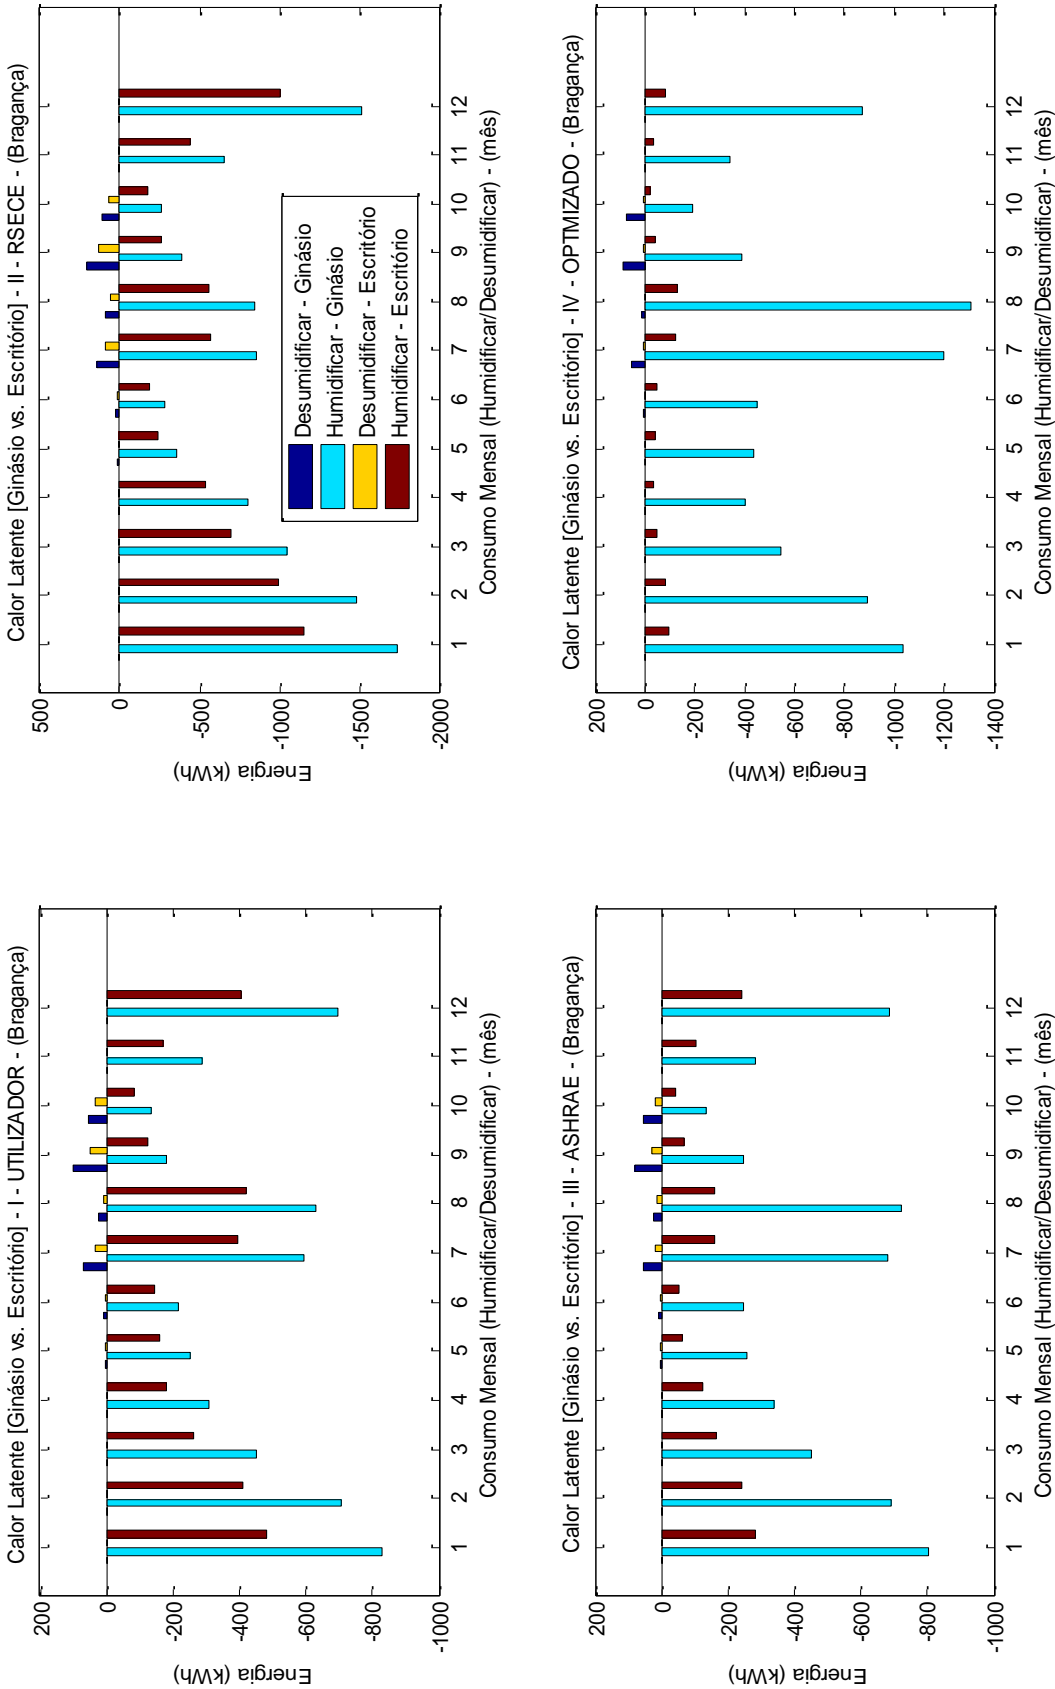 Calor Latente [Ginásio vs. Escritório] - I - UTILIZADOR - (Bragança)
200
0
-200
-400
-600
-800
-1000
Energia (kWh)
1 2 3 4 5 6 7 8 9 10 11 12
Consumo Mensal (Humidificar/Desumidificar) - (mês)
Calor Latente [Ginásio vs. Escritório] - II - RSECE - (Bragança)
500
0
-500
-1000
-1500
-2000
Energia (kWh)
1 2 3 4 5 6 7 8 9 10 11 12
Consumo Mensal (Humidificar/Desumidificar) - (mês)
Desumidificar - Ginásio
Humidificar - Ginásio
Desumidificar - Escritório
Humidificar - Escritório
Calor Latente [Ginásio vs. Escritório] - III - ASHRAE - (Bragança)
200
0
-200
-400
-600
-800
-1000
Energia (kWh)
1 2 3 4 5 6 7 8 9 10 11 12
Consumo Mensal (Humidificar/Desumidificar) - (mês)
Calor Latente [Ginásio vs. Escritório] - IV - OPTMIZADO - (Bragança)
200
0
-200
-400
-600
-800
-1000
-1200
-1400
Energia (kWh)
1 2 3 4 5 6 7 8 9 10 11 12
Consumo Mensal (Humidificar/Desumidificar) - (mês)